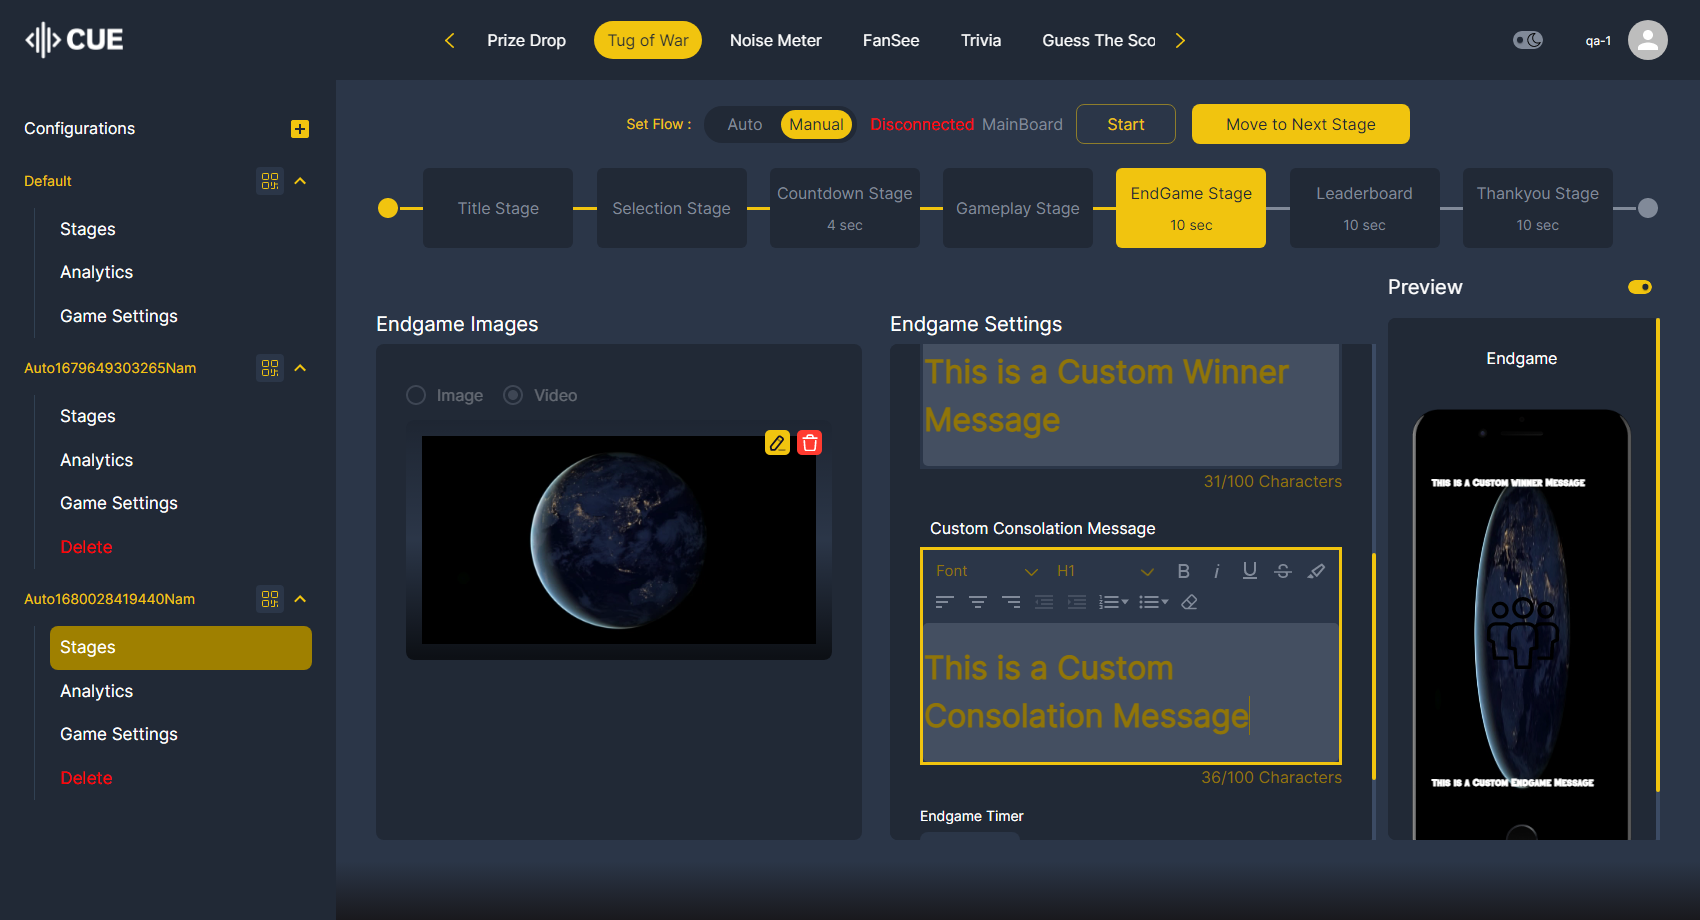 CUE
Prize Drop
Tug of War
Noise Meter
FanSee
Trivia
Guess The Sco
qa-1
Configurations
Default
Stages
Analytics
Game Settings
Auto1679649303265Nam
Stages
Analytics
Game Settings
Delete
Auto1680028419440Nam
Stages
Analytics
Game Settings
Delete
Set Flow :
Auto
Manual
Disconnected MainBoard
Start
Move to Next Stage
Title Stage
Selection Stage
Countdown Stage
4 sec
Gameplay Stage
EndGame Stage
10 sec
Leaderboard
10 sec
Thankyou Stage
10 sec
Endgame Images
Image
Video
Endgame Settings
This is a Custom Winner
Message
31/100 Characters
Custom Consolation Message
Font
H1
B
i
U
S
This is a Custom
Consolation Message
36/100 Characters
Endgame Timer
Preview
Endgame
This is a Custom Winner Message
This is a Custom Endgame Message